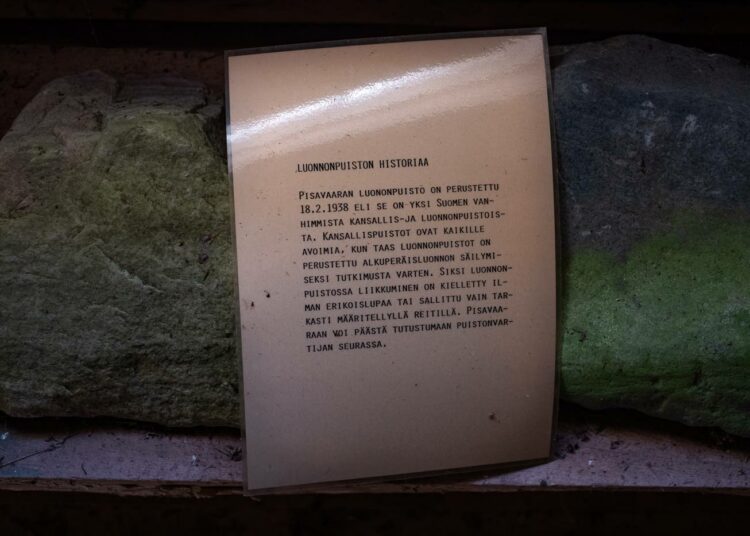 LUONNONPUISTON HISTORIAA
PISAVAARAN LUONONPUISTO ON PERUSTETTU
18.2.1938 ELI SE ON YKSI SUOMEN VAN-
HIMMISTA KANSALLIS-JA LUONNONPUISTOIS-
TA. KANSALLISPUISTOT OVAT KAIKILLE
AVOIMIA, KUN TAAS LUONNONPUISTOT ON
PERUSTETTU ALKUPERÄISLUONNON SÄILYMI-
SEKSI TUTKIMUSTA VARTEN. SIKSI LUONNON-
PUISTOSSA LIIKKUMINEN ON KIELLETTY IL-
MAN ERIKOISLUPAA TAI SALLITTU VAIN TAR-
KASTI MÄÄRITELLYLLÄ REITILLÄ. PISAVAA-
RAAN VOI PÄÄSTÄ TUTUSTUMAAN PUISTONVAR-
TIJAN SEURASSA.